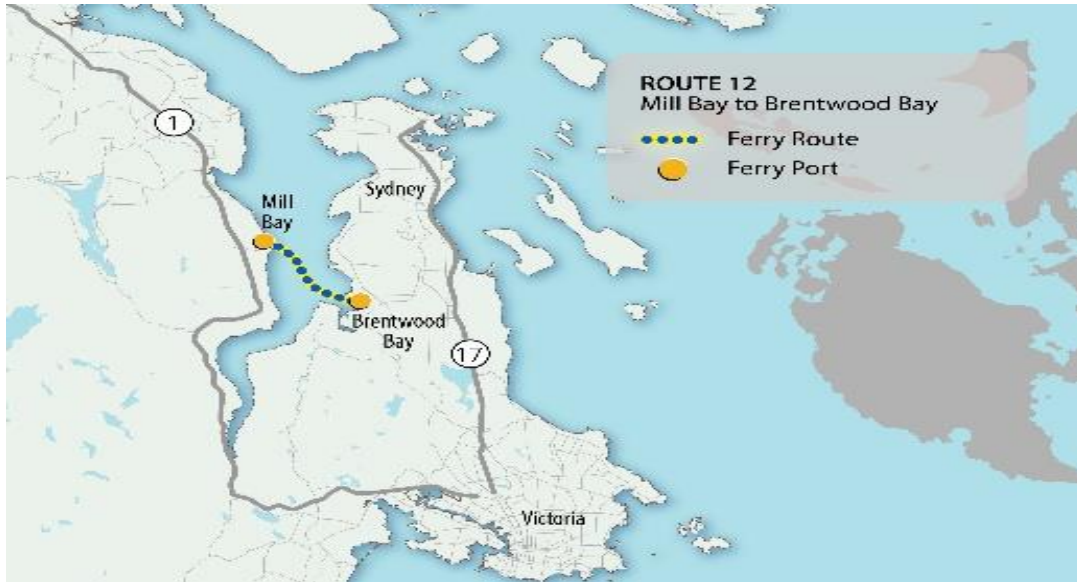 ROUTE 12
Mill Bay to Brentwood Bay
Ferry Route
Ferry Port
1
Sydney
Mill
Bay
Brentwood
Bay
17
Victoria